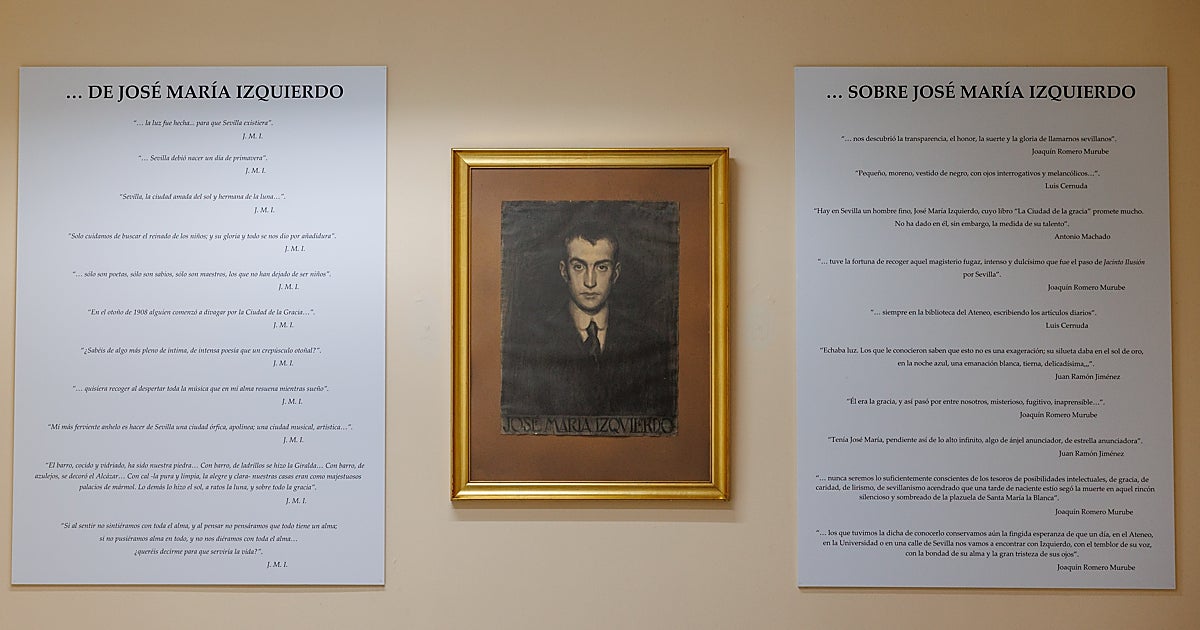 … DE JOSÉ MARÍA IZQUIERDO
“… la luz fue hecha... para que Sevilla existiera”.
J. M. I.
“… Sevilla debió nacer un día de primavera”.
J. M. I.
“Sevilla, la ciudad amada del sol y hermana de la luna…”.
J. M. I.
“Solo cuidamos de buscar el reinado de los niños; y su gloria y todo se nos dio por añadidura”.
J. M. I.
“… sólo son poetas, sólo son sabios, sólo son maestros, los que no han dejado de ser niños”.
J. M. I.
“En el otoño de 1908 alguien comenzó a divagar por la Ciudad de la Gracia…”.
J. M. I.
“¿Sabéis de algo más pleno de íntima, de intensa poesía que un crepúsculo otoñal?”.
J. M. I.
“… quisiera recoger al despertar toda la música que en mi alma resuena mientras sueño”.
J. M. I.
“Mi más ferviente anhelo es hacer de Sevilla una ciudad órfica, apolínea; una ciudad musical, artística…”.
J. M. I.
“El barro, cocido y vidriado, ha sido nuestra piedra… Con barro, de ladrillos se hizo la Giralda… Con barro, de
azulejos, se decoró el Alcázar… Con cal -la pura y limpia, la alegre y clara- nuestras casas eran como majestuosos
palacios de mármol. Lo demás lo hizo el sol, a ratos la luna, y sobre todo la gracia”.
J. M. I.
“Si al sentir no sintiéramos con toda el alma, y al pensar no pensáramos que todo tiene un alma;
si no pusiéramos alma en todo, y no nos diéramos con toda el alma…
¿queréis decirme para que serviría la vida?”.
J. M. I.
JOSÉ MARÍA IZQVIERDO
… SOBRE JOSÉ MARÍA IZQUIERDO
“… nos descubrió la transparencia, el honor, la suerte y la gloria de llamarnos sevillanos”.
Joaquín Romero Murube
“Pequeño, moreno, vestido de negro, con ojos interrogativos y melancólicos…”.
Luis Cernuda
“Hay en Sevilla un hombre fino, José María Izquierdo, cuyo libro “La Ciudad de la gracia” promete mucho.
No ha dado en él, sin embargo, la medida de su talento”.
Antonio Machado
“… tuve la fortuna de recoger aquel magisterio fugaz, intenso y dulcísimo que fue el paso de Jacinto Ilusión
por Sevilla”.
Joaquín Romero Murube
“… siempre en la biblioteca del Ateneo, escribiendo los artículos diarios”.
Luis Cernuda
“Echaba luz. Los que le conocieron saben que esto no es una exageración; su silueta daba en el sol de oro,
en la noche azul, una emanación blanca, tierna, delicadísima,,,”.
Juan Ramón Jiménez
“Él era la gracia, y así pasó por entre nosotros, misterioso, fugitivo, inaprensible…”.
Joaquín Romero Murube
“Tenía José María, pendiente así de lo alto infinito, algo de ánjel anunciador, de estrella anunciadora”.
Juan Ramón Jiménez
“… nunca seremos lo suficientemente conscientes de los tesoros de posibilidades intelectuales, de gracia, de
caridad, de lirismo, de sevillanismo acendrado que una tarde de naciente estío segó la muerte en aquel rincón
silencioso y sombreado de la plazuela de Santa María la Blanca”.
Joaquín Romero Murube
“… los que tuvimos la dicha de conocerlo conservamos aún la fingida esperanza de que un día, en el Ateneo,
en la Universidad o en una calle de Sevilla nos vamos a encontrar con Izquierdo, con el temblor de su voz,
con la bondad de su alma y la gran tristeza de sus ojos”.
Joaquín Romero Murube